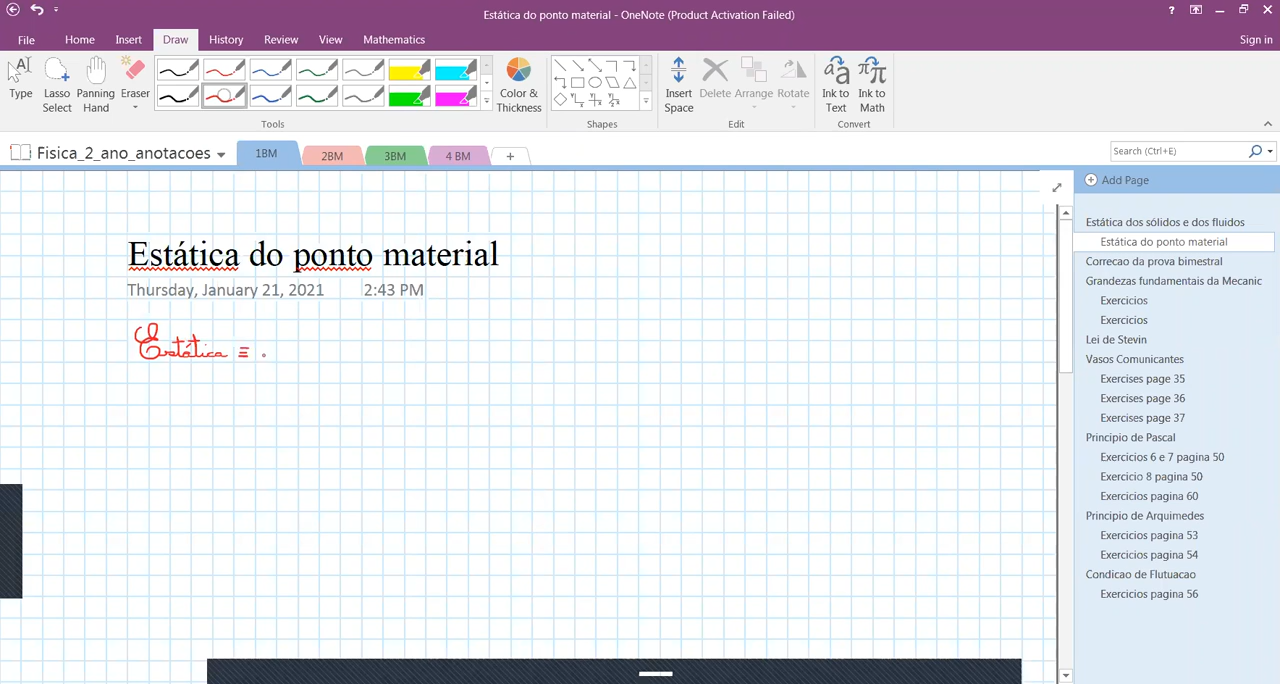 Estática do ponto material - OneNote (Product Activation Failed)
?
File Home Insert Draw History Review View Mathematics Sign in
Type
Lasso Select
Panning Hand
Eraser
Color & Thickness
Insert Space
Delete
Arrange
Rotate
Ink to Text
Ink to Math
Tools Shapes Edit Convert
Fisica_2_ano_anotacoes 1BM 2BM 3BM 4 BM +
Search (Ctrl+E)
Add Page
Estática do ponto material
Thursday, January 21, 2021 2:43 PM
Estática ≡
Estática dos sólidos e dos fluidos
Estática do ponto material
Correcao da prova bimestral
Grandezas fundamentais da Mecanic
Exercicios
Exercicios
Lei de Stevin
Vasos Comunicantes
Exercises page 35
Exercises page 36
Exercises page 37
Principio de Pascal
Exercicios 6 e 7 pagina 50
Exercicio 8 pagina 50
Exercicios pagina 60
Principio de Arquimedes
Exercicios pagina 53
Exercicios pagina 54
Condicao de Flutuacao
Exercicios pagina 56